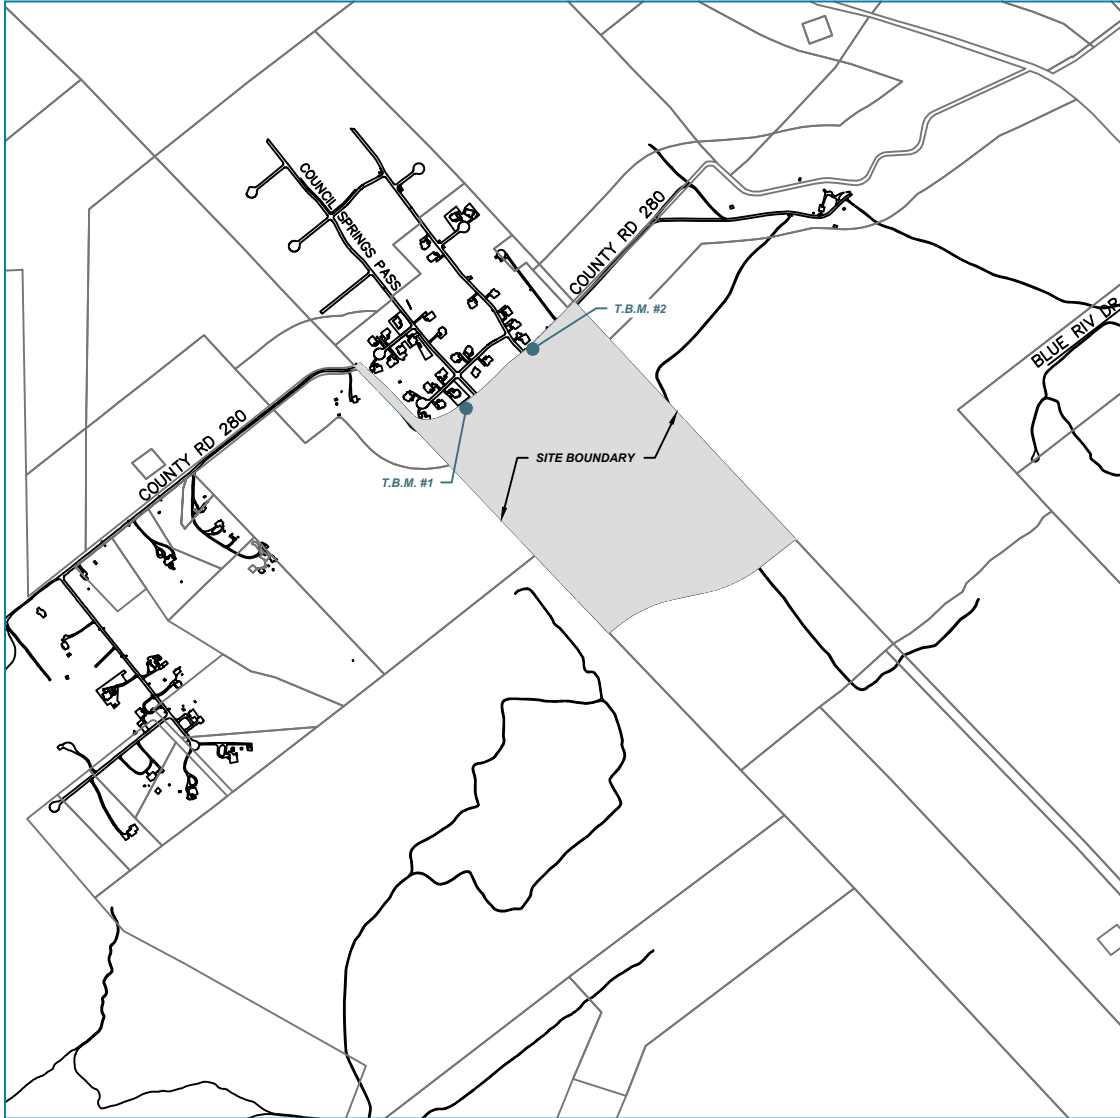 COUNCIL SPRINGS PASS
COUNTY RD 280
T.B.M. #2
BLUE RIV DR
COUNTY RD 280
SITE BOUNDARY
T.B.M. #1